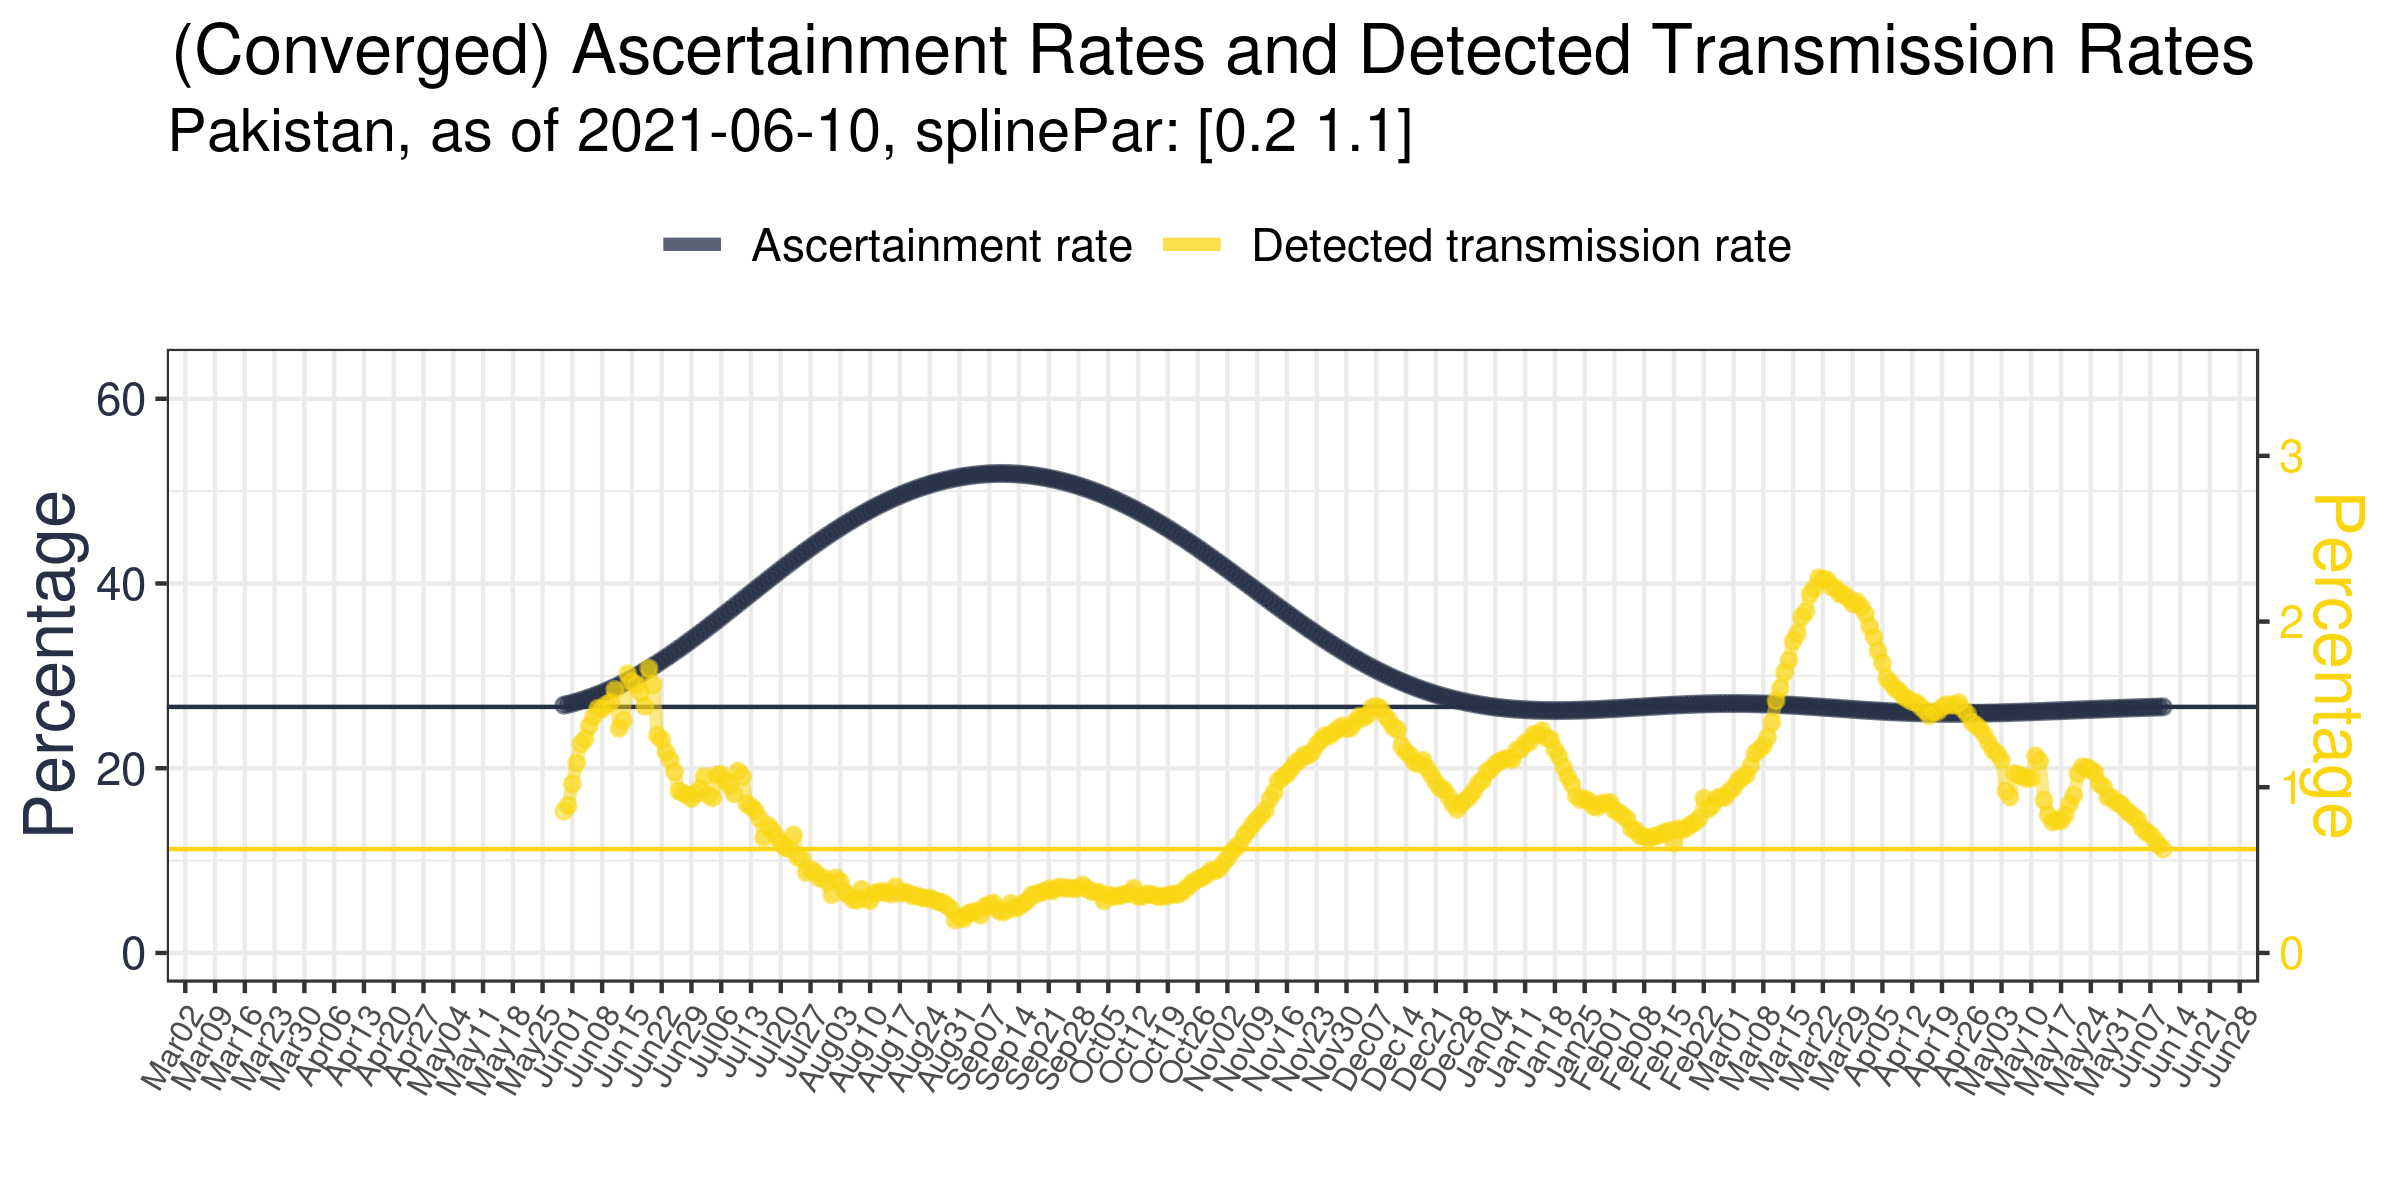 (Converged) Ascertainment Rates and Detected Transmission Rates
Pakistan, as of 2021-06-10, splinePar: [0.2 1.1]
Ascertainment rate Detected transmission rate
Percentage
60
40
20
0
3
2
1
0
Percentage
Mar02 Mar09 Mar16 Mar23 Mar30 Apr06 Apr13 Apr20 Apr27 May04 May11 May18 May25 Jun01 Jun08 Jun15 Jun22 Jun29 Jul06 Jul13 Jul20 Jul27 Aug03 Aug10 Aug17 Aug24 Aug31 Sep07 Sep14 Sep21 Sep28 Oct05 Oct12 Oct19 Oct26 Nov02 Nov09 Nov16 Nov23 Nov30 Dec07 Dec14 Dec21 Dec28 Jan04 Jan11 Jan18 Jan25 Feb01 Feb08 Feb15 Feb22 Mar01 Mar08 Mar15 Mar22 Mar29 Apr05 Apr12 Apr19 Apr26 May03 May10 May17 May24 May31 Jun07 Jun14 Jun21 Jun28